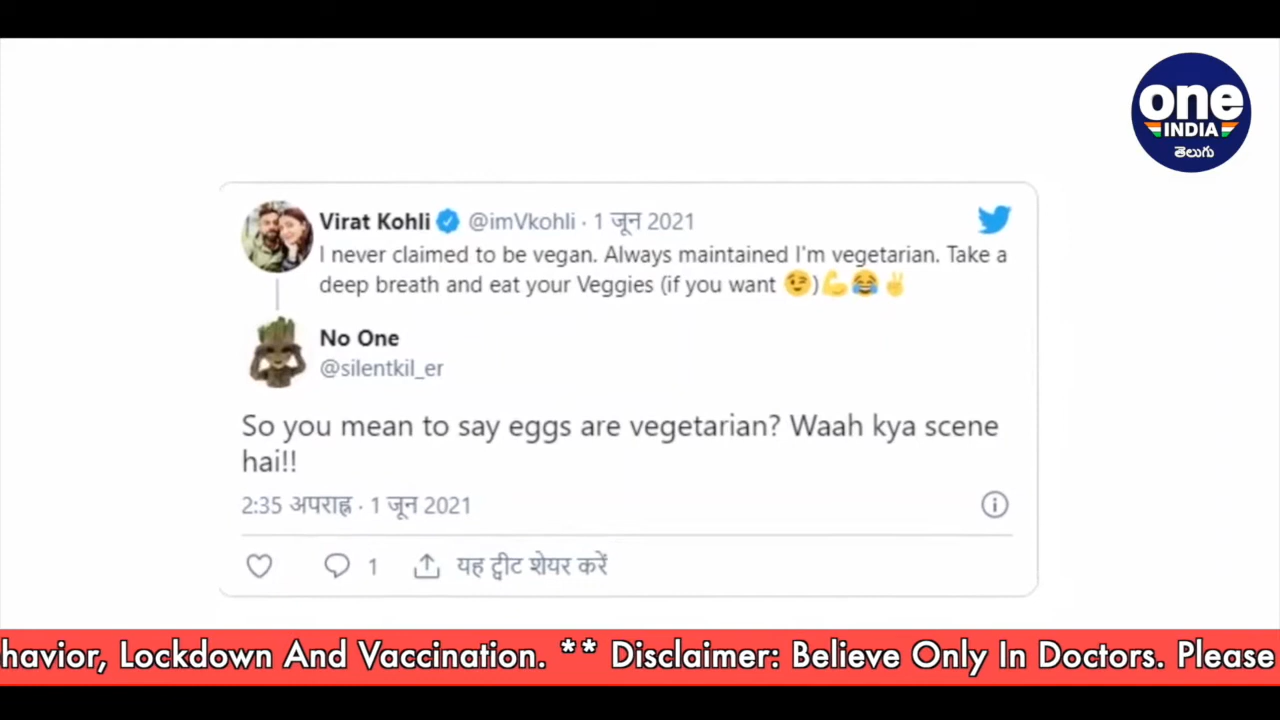 one
INDIA
తెలుగు
Virat Kohli @imVkohli · 1 जून 2021
I never claimed to be vegan. Always maintained I'm vegetarian. Take a
deep breath and eat your Veggies (if you want 😉)💪😂✌
No One
@silentkil_er
So you mean to say eggs are vegetarian? Waah kya scene
hai!!
2:35 अपराह्न · 1 जून 2021
1 यह ट्वीट शेयर करें
havior, Lockdown And Vaccination. ** Disclaimer: Believe Only In Doctors. Please